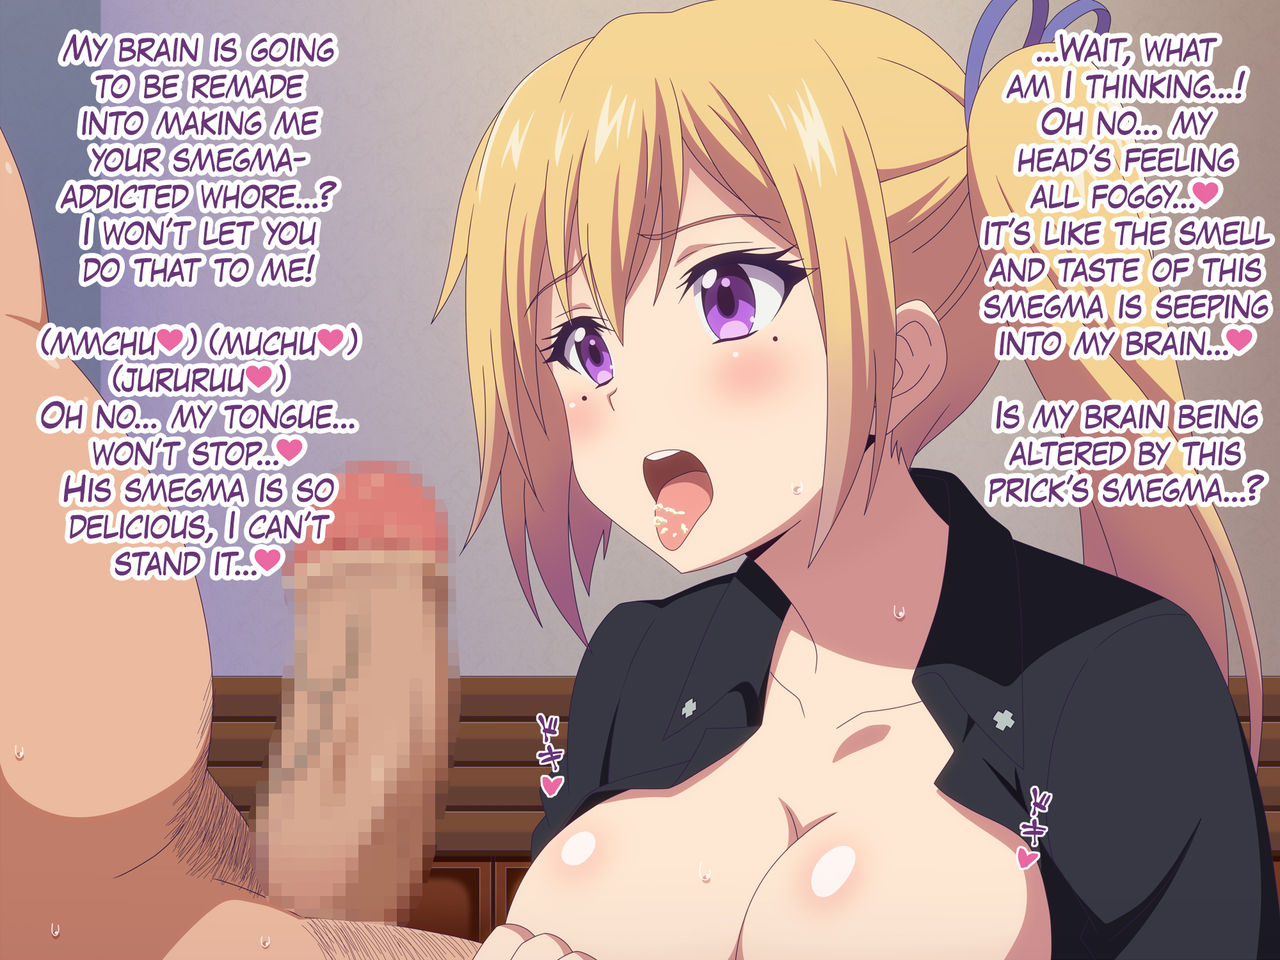 MY BRAIN IS GOING
TO BE REMADE
INTO MAKING ME
YOUR SMEGMA-
ADDICTED WHORE...?
I WON'T LET YOU
DO THAT TO ME!
(MMCHU♥) (MUCHU♥)
(JURURUU♥)
OH NO... MY TONGUE...
WON'T STOP...♥
HIS SMEGMA IS SO
DELICIOUS, I CAN'T
STAND IT...♥
...WAIT, WHAT
AM I THINKING...!
OH NO... MY
HEAD'S FEELING
ALL FOGGY...♥
IT'S LIKE THE SMELL
AND TASTE OF THIS
SMEGMA IS SEEPING
INTO MY BRAIN...♥
IS MY BRAIN BEING
ALTERED BY THIS
PRICK'S SMEGMA...?
ドキ♥
ドキ♥